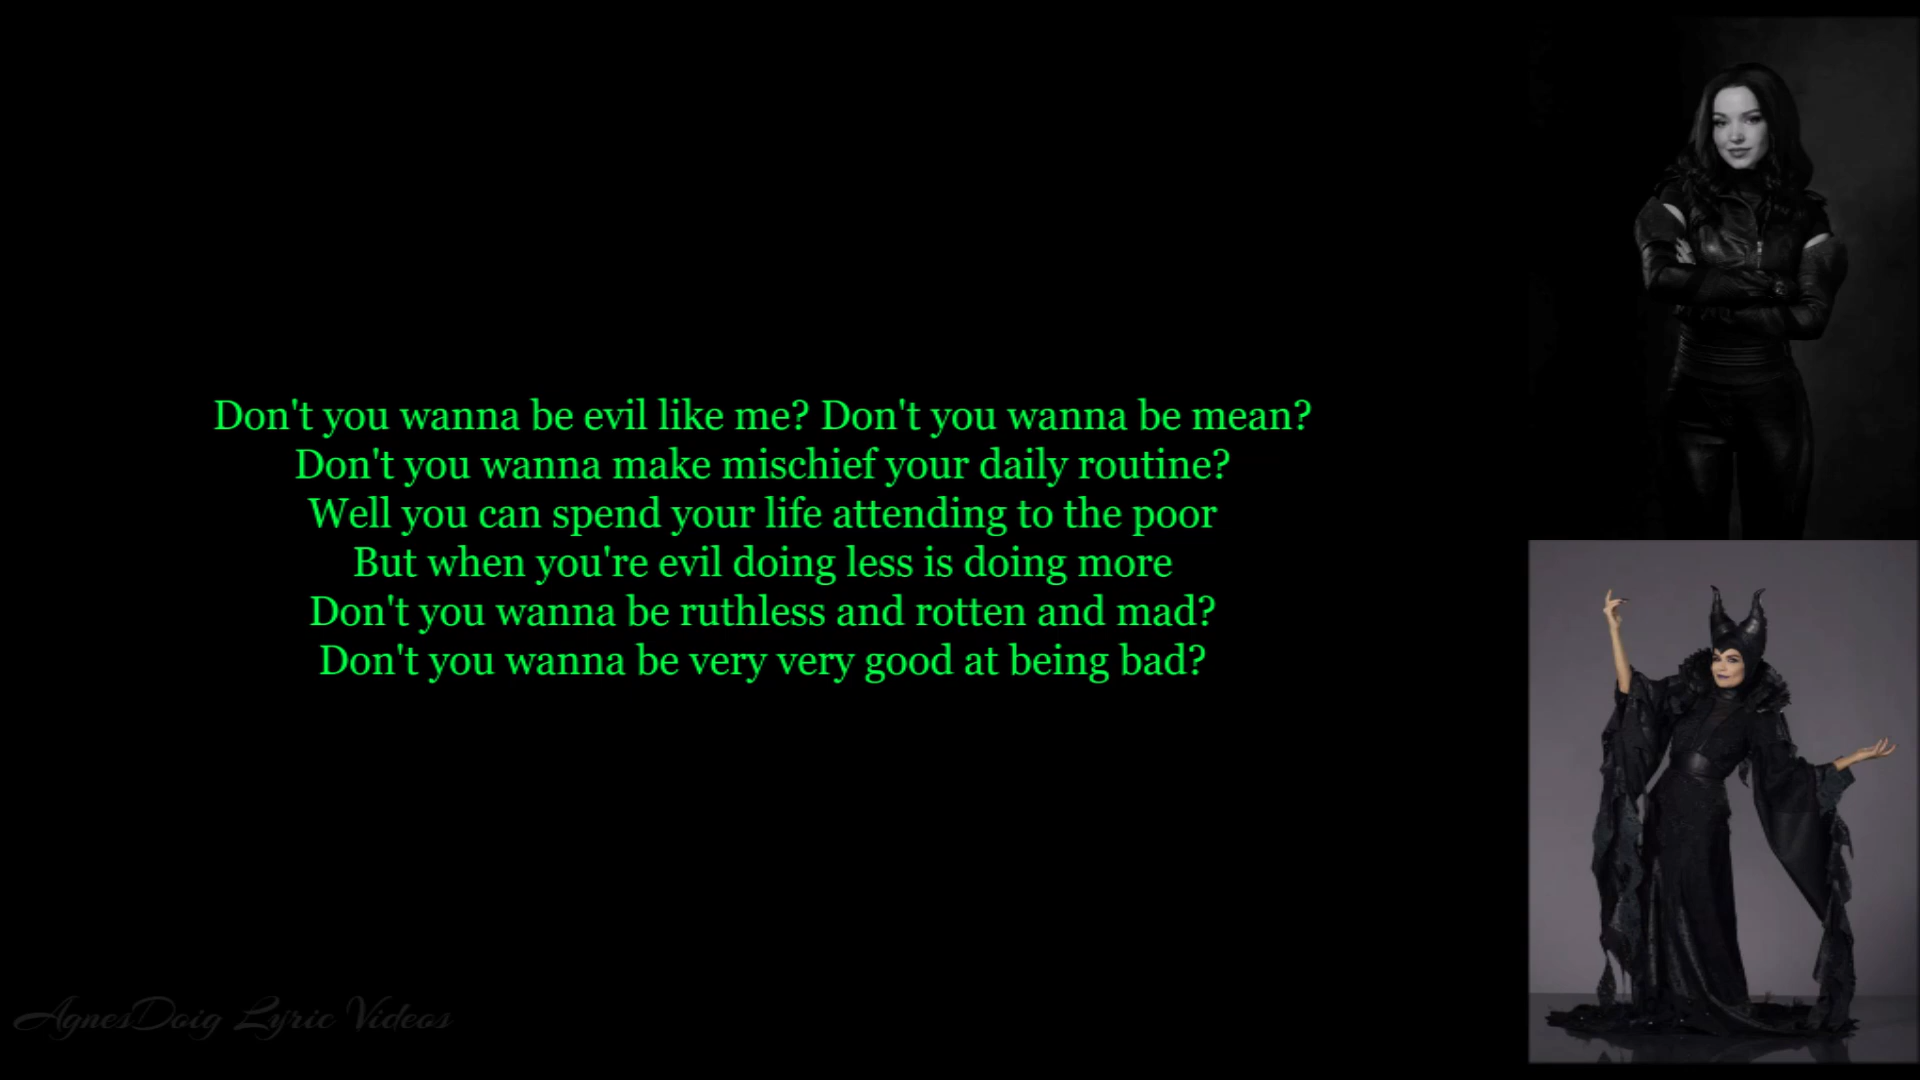 Don't you wanna be evil like me? Don't you wanna be mean?
Don't you wanna make mischief your daily routine?
Well you can spend your life attending to the poor
But when you're evil doing less is doing more
Don't you wanna be ruthless and rotten and mad?
Don't you wanna be very very good at being bad?
AgnesDoig Lyric Videos